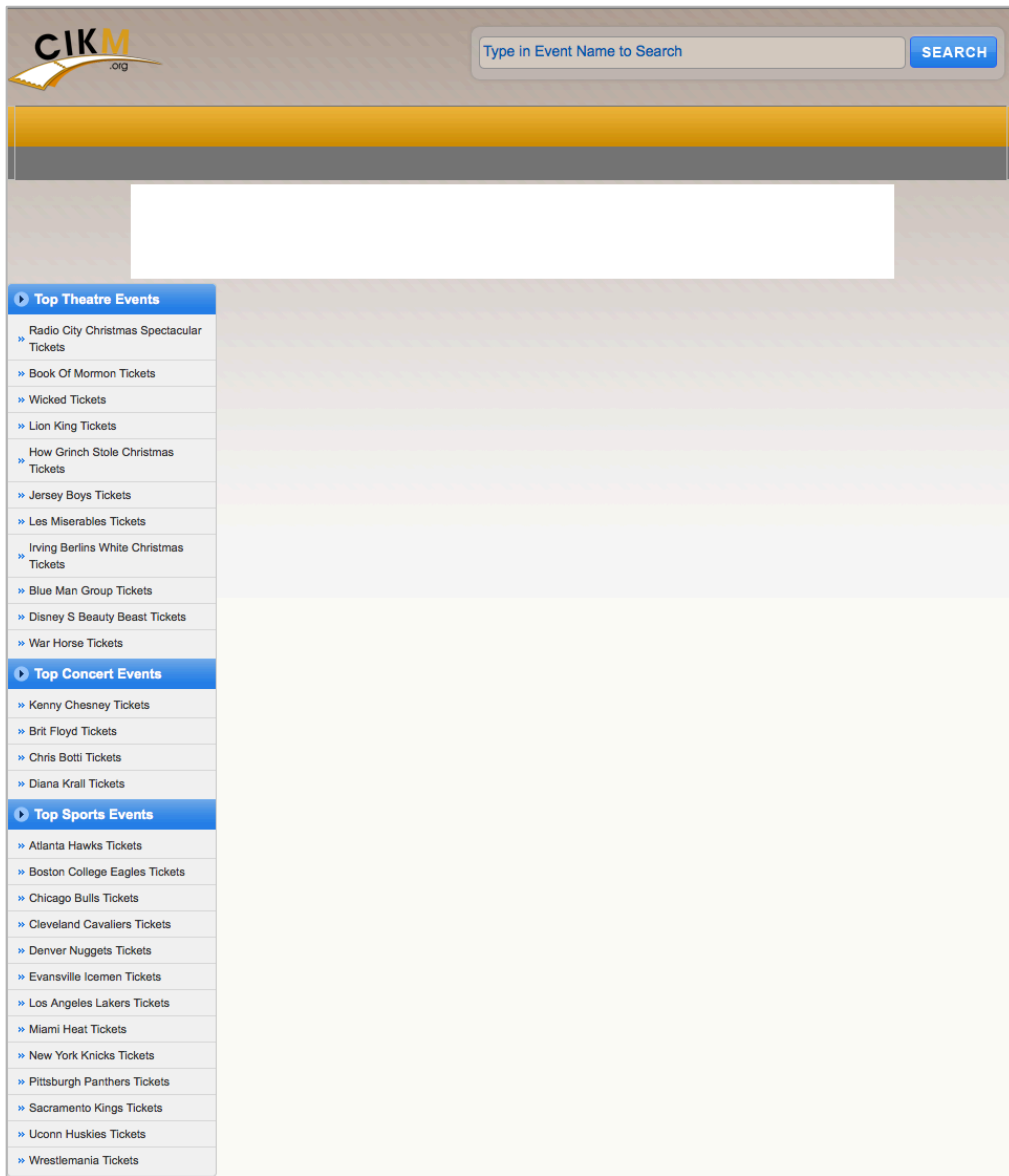 CIKM
.org
Type in Event Name to Search
SEARCH
Top Theatre Events
» Radio City Christmas Spectacular
Tickets
» Book Of Mormon Tickets
» Wicked Tickets
» Lion King Tickets
» How Grinch Stole Christmas
Tickets
» Jersey Boys Tickets
» Les Miserables Tickets
» Irving Berlins White Christmas
Tickets
» Blue Man Group Tickets
» Disney S Beauty Beast Tickets
» War Horse Tickets
Top Concert Events
» Kenny Chesney Tickets
» Brit Floyd Tickets
» Chris Botti Tickets
» Diana Krall Tickets
Top Sports Events
» Atlanta Hawks Tickets
» Boston College Eagles Tickets
» Chicago Bulls Tickets
» Cleveland Cavaliers Tickets
» Denver Nuggets Tickets
» Evansville Icemen Tickets
» Los Angeles Lakers Tickets
» Miami Heat Tickets
» New York Knicks Tickets
» Pittsburgh Panthers Tickets
» Sacramento Kings Tickets
» Uconn Huskies Tickets
» Wrestlemania Tickets